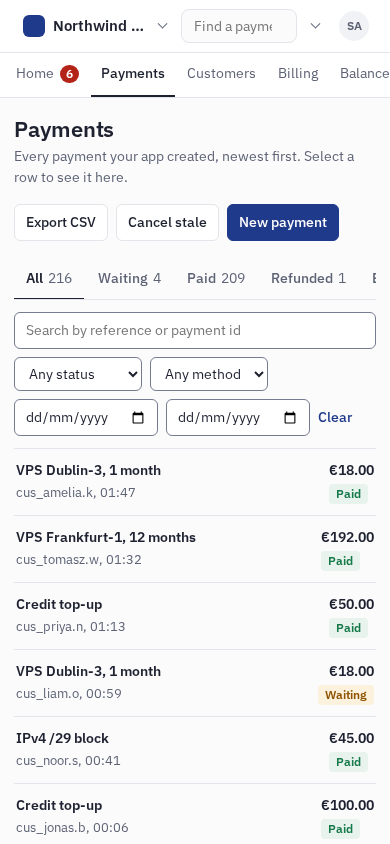 Northwind ...
Find a payme
SA
Home 6 Payments Customers Billing Balance
Payments
Every payment your app created, newest first. Select a
row to see it here.
Export CSV Cancel stale New payment
All 216 Waiting 4 Paid 209 Refunded 1
Search by reference or payment id
Any status Any method
dd/mm/yyyy dd/mm/yyyy Clear
VPS Dublin-3, 1 month €18.00
cus_amelia.k, 01:47 Paid
VPS Frankfurt-1, 12 months €192.00
cus_tomasz.w, 01:32 Paid
Credit top-up €50.00
cus_priya.n, 01:13 Paid
VPS Dublin-3, 1 month €18.00
cus_liam.o, 00:59 Waiting
IPv4 /29 block €45.00
cus_noor.s, 00:41 Paid
Credit top-up €100.00
cus_jonas.b, 00:06 Paid